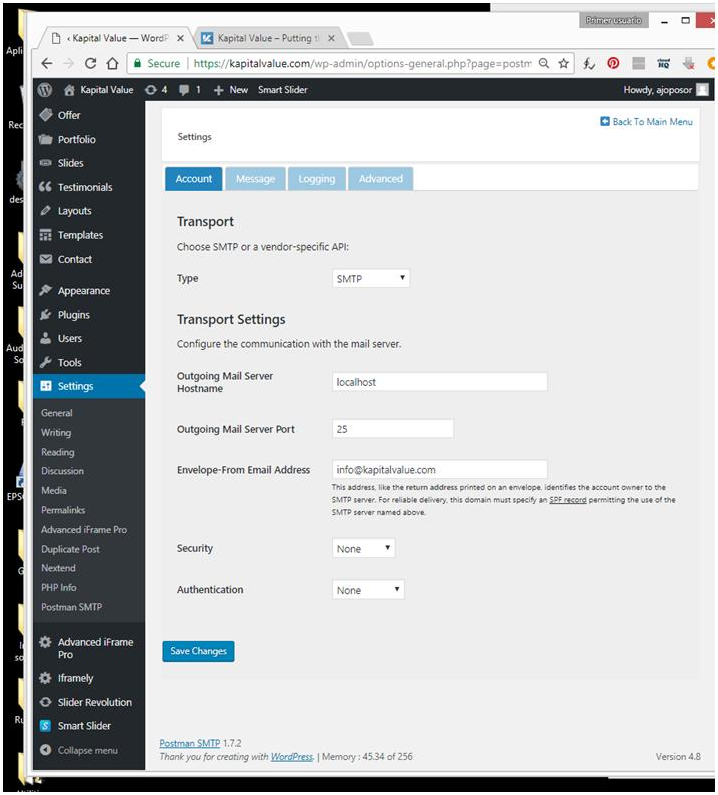 Primer usuario
‹ Kapital Value — WordP
Kapital Value – Putting t
Secure | https://kapitalvalue.com/wp-admin/options-general.php?page=postm
Kapital Value 4 1 + New Smart Slider Howdy, ajoposor
Offer
Portfolio
Slides
Testimonials
Layouts
Templates
Contact
Appearance
Plugins
Users
Tools
Settings
General
Writing
Reading
Discussion
Media
Permalinks
Advanced iFrame Pro
Duplicate Post
Nextend
PHP Info
Postman SMTP
Advanced iFrame
Pro
Iframely
Slider Revolution
Smart Slider
Collapse menu
Back To Main Menu
Settings
Account Message Logging Advanced
Transport
Choose SMTP or a vendor-specific API:
Type SMTP
Transport Settings
Configure the communication with the mail server.
Outgoing Mail Server
Hostname
localhost
Outgoing Mail Server Port 25
Envelope-From Email Address info@kapitalvalue.com
This address, like the return address printed on an envelope, identifies the account owner to the
SMTP server. For reliable delivery, this domain must specify an SPF record permitting the use of the
SMTP server named above.
Security None
Authentication None
Save Changes
Postman SMTP 1.7.2
Thank you for creating with WordPress. | Memory : 45.34 of 256 Version 4.8